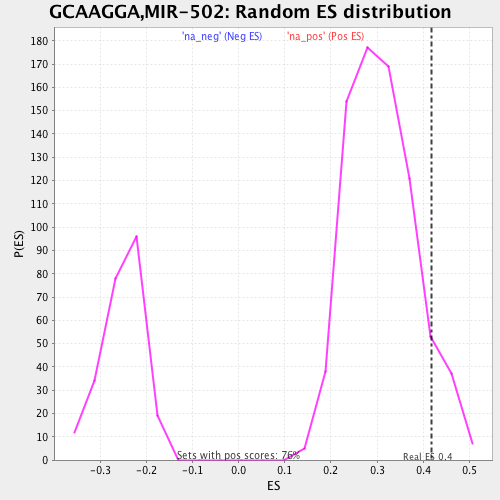 GCAAGGA,MIR-502: Random ES distribution
'na_neg' (Neg ES) 'na_pos' (Pos ES)
180
170
160
150
140
130
120
110
100
90
80
70
60
50
40
30
20
10
0
P(ES)
Sets with pos scores: 76%
Real ES 0.4
-0.3 -0.2 -0.1 0.0 0.1 0.2 0.3 0.4 0.5
ES